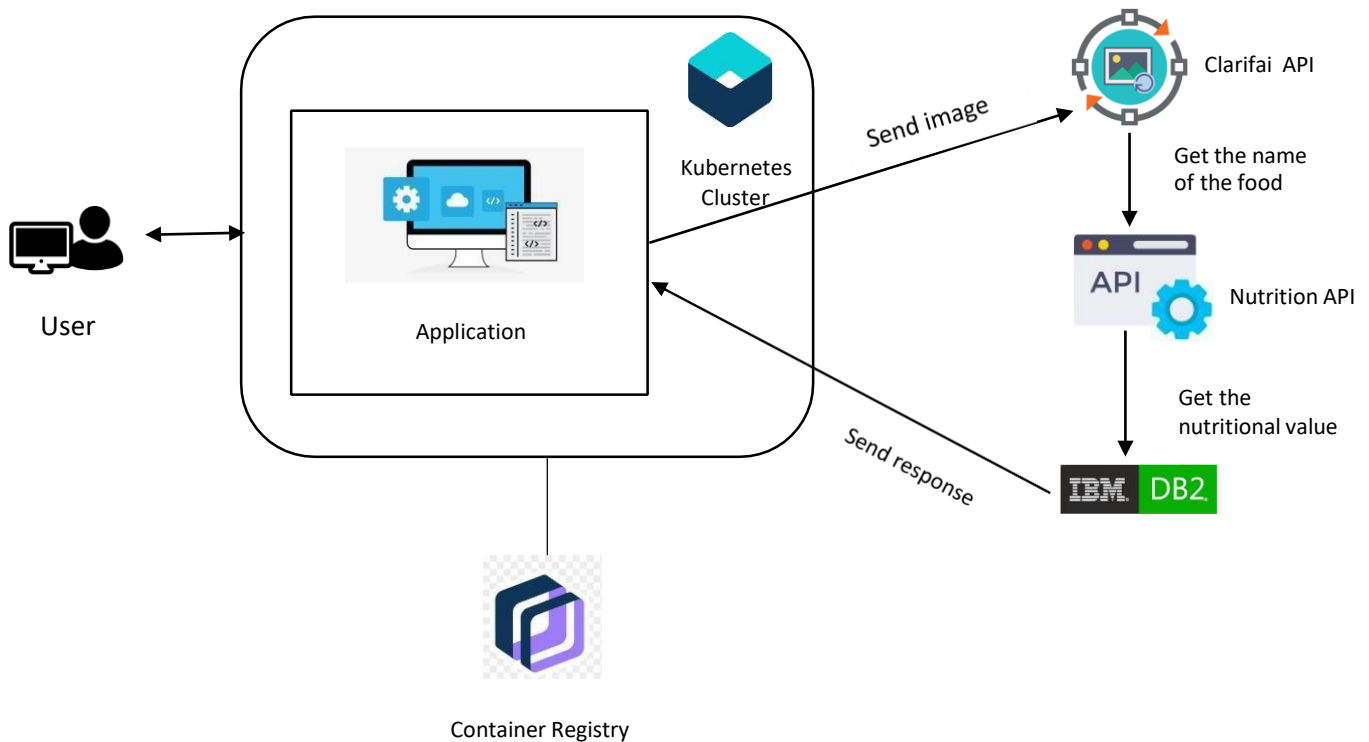 Clarifai API
Send image
Kubernetes
Cluster
Get the name
of the food
</>
</>
</>
API
Nutrition API
User
Application
Get the
nutritional value
Send response
IBM DB2
Container Registry